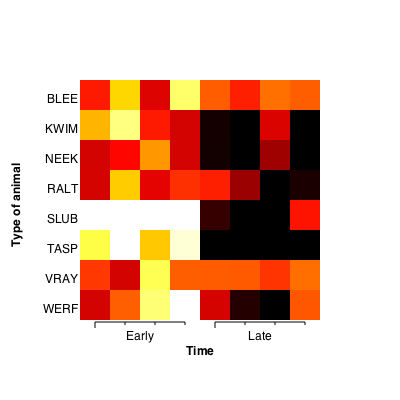 BLEE
KWIM
NEEK
RALT
SLUB
TASP
VRAY
WERF
Type of animal
Early Late
Time